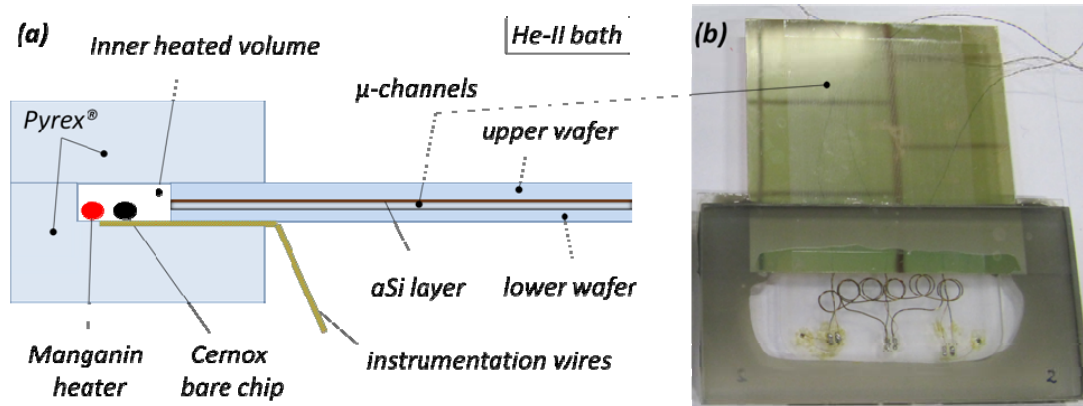 (a)
Inner heated volume
He-II bath
(b)
μ-channels
Pyrex®
upper wafer
aSi layer
lower wafer
Manganin
heater
Cernox
bare chip
instrumentation wires
2